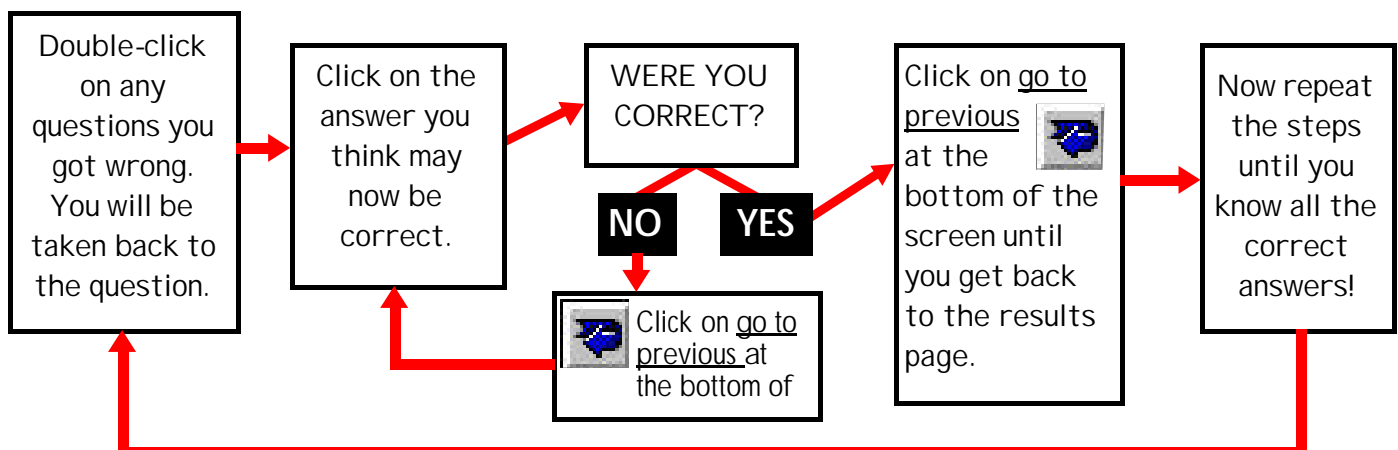 Double-click
on any
questions you
got wrong.
You will be
taken back to
the question.
Click on the
answer you
think may
now be
correct.
WERE YOU
CORRECT?
NO
YES
Click on go to
previous at
the bottom of
Click on go to
previous
at the
bottom of the
screen until
you get back
to the results
page.
Now repeat
the steps
until you
know all the
correct
answers!